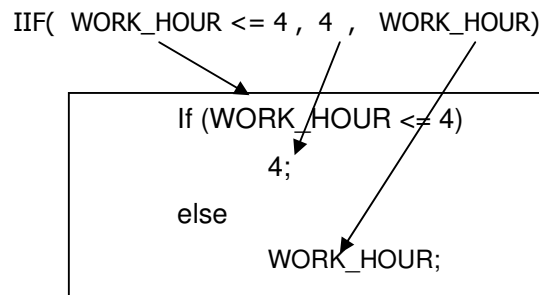 IIF( WORK_HOUR <= 4 , 4 , WORK_HOUR)
If (WORK_HOUR <= 4)
4;
else
WORK_HOUR;